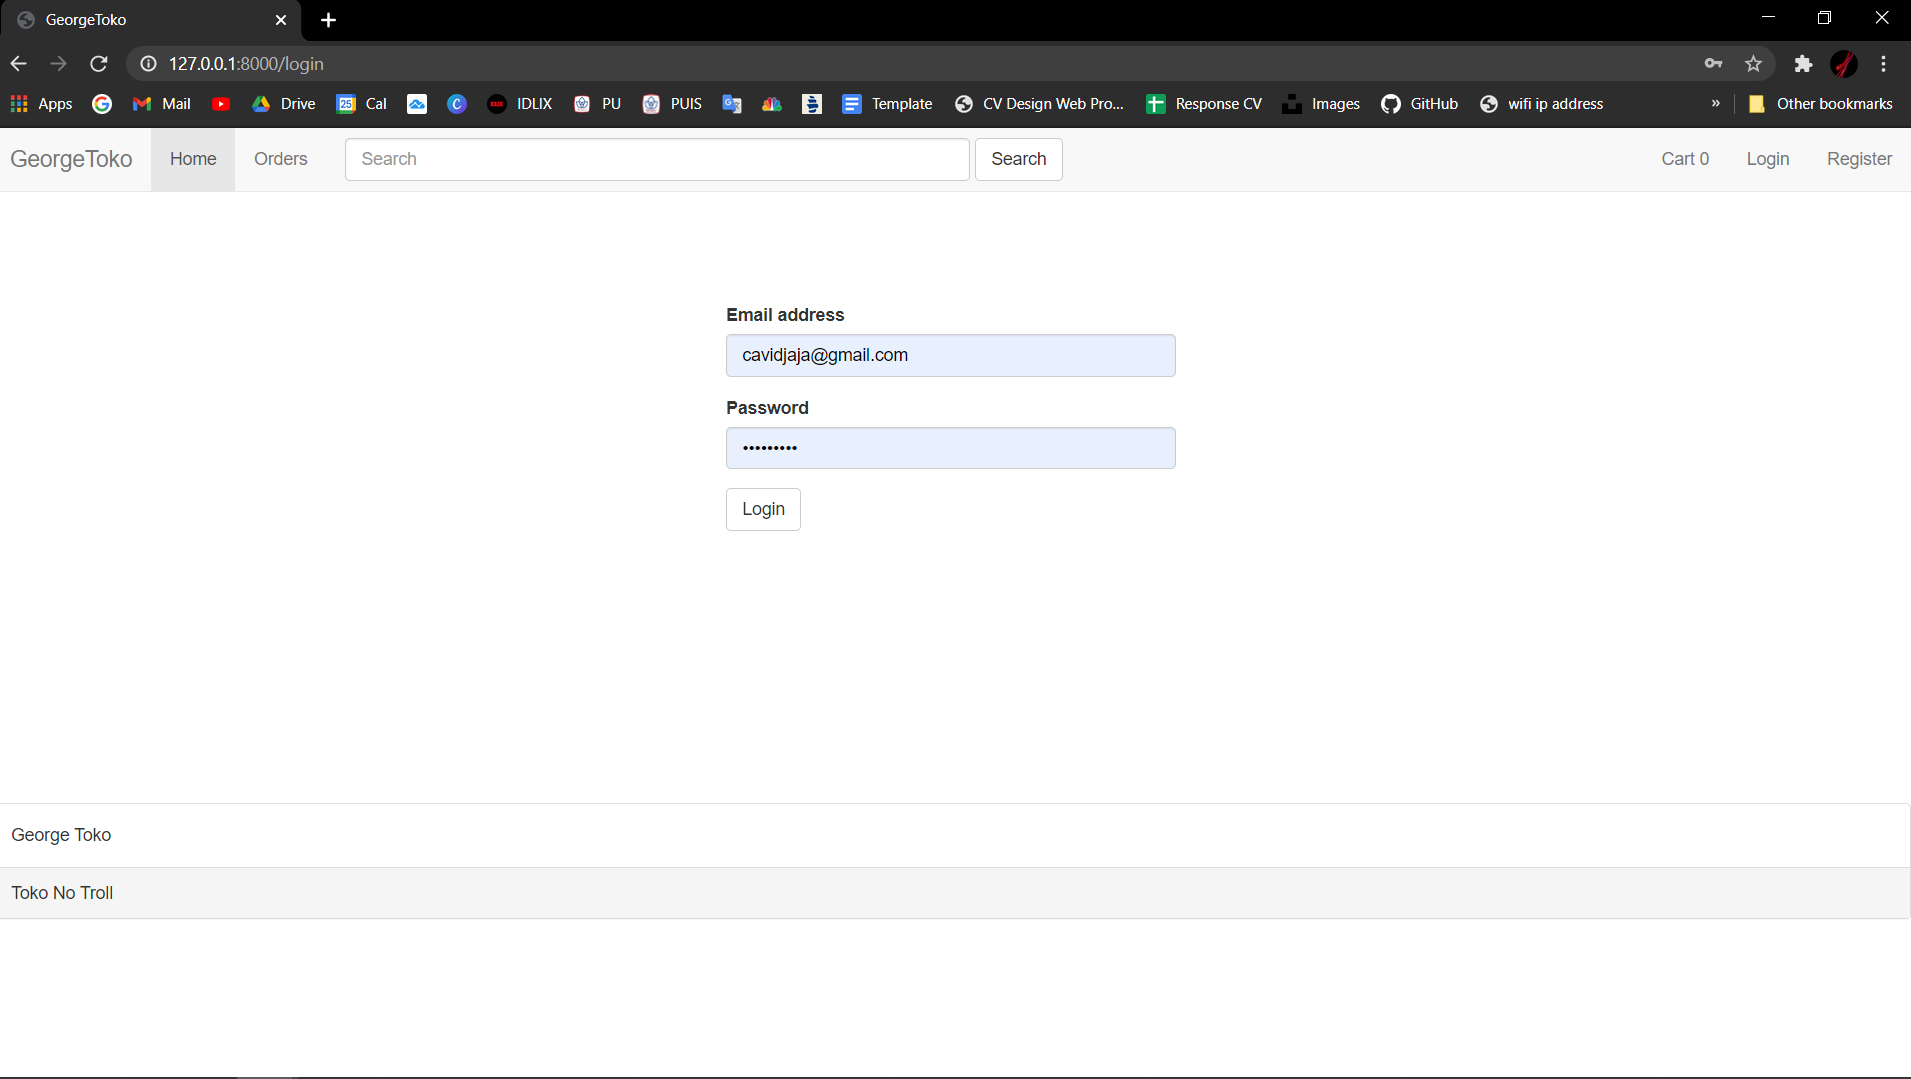 GeorgeToko
127.0.0.1:8000/login
Apps Mail Drive 25 Cal C IDLIX PU PUIS Template CV Design Web Pro... Response CV Images GitHub wifi ip address » Other bookmarks
GeorgeToko Home Orders Search Search Cart 0 Login Register
Email address
cavidjaja@gmail.com
Password
•••••••••
Login
George Toko
Toko No Troll